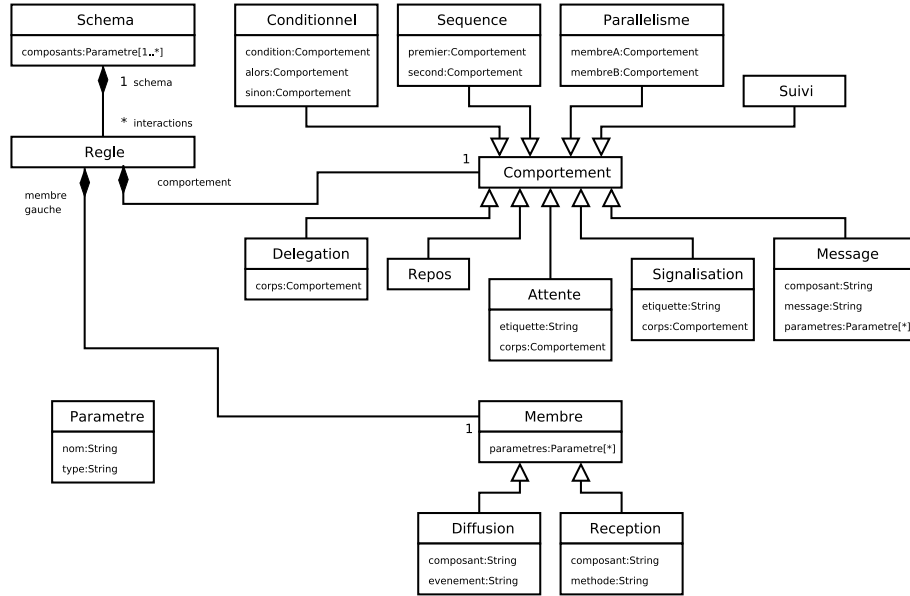 Schema
composants:Parametre[1..*]
1 schema
* interactions
Regle
membre
gauche
comportement
1
Conditionnel
condition:Comportement
alors:Comportement
sinon:Comportement
Sequence
premier:Comportement
second:Comportement
Parallelisme
membreA:Comportement
membreB:Comportement
Suivi
Comportement
Delegation
corps:Comportement
Repos
Attente
etiquette:String
corps:Comportement
Signalisation
etiquette:String
corps:Comportement
Message
composant:String
message:String
parametres:Parametre[*]
Parametre
nom:String
type:String
1
Membre
parametres:Parametre[*]
Diffusion
composant:String
evenement:String
Reception
composant:String
methode:String